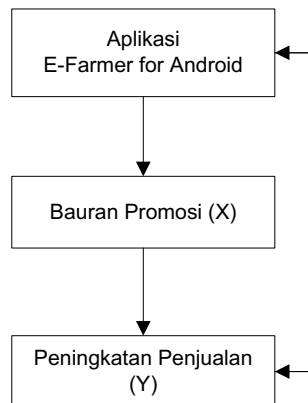 Aplikasi
E-Farmer for Android
Bauran Promosi (X)
Peningkatan Penjualan
(Y)